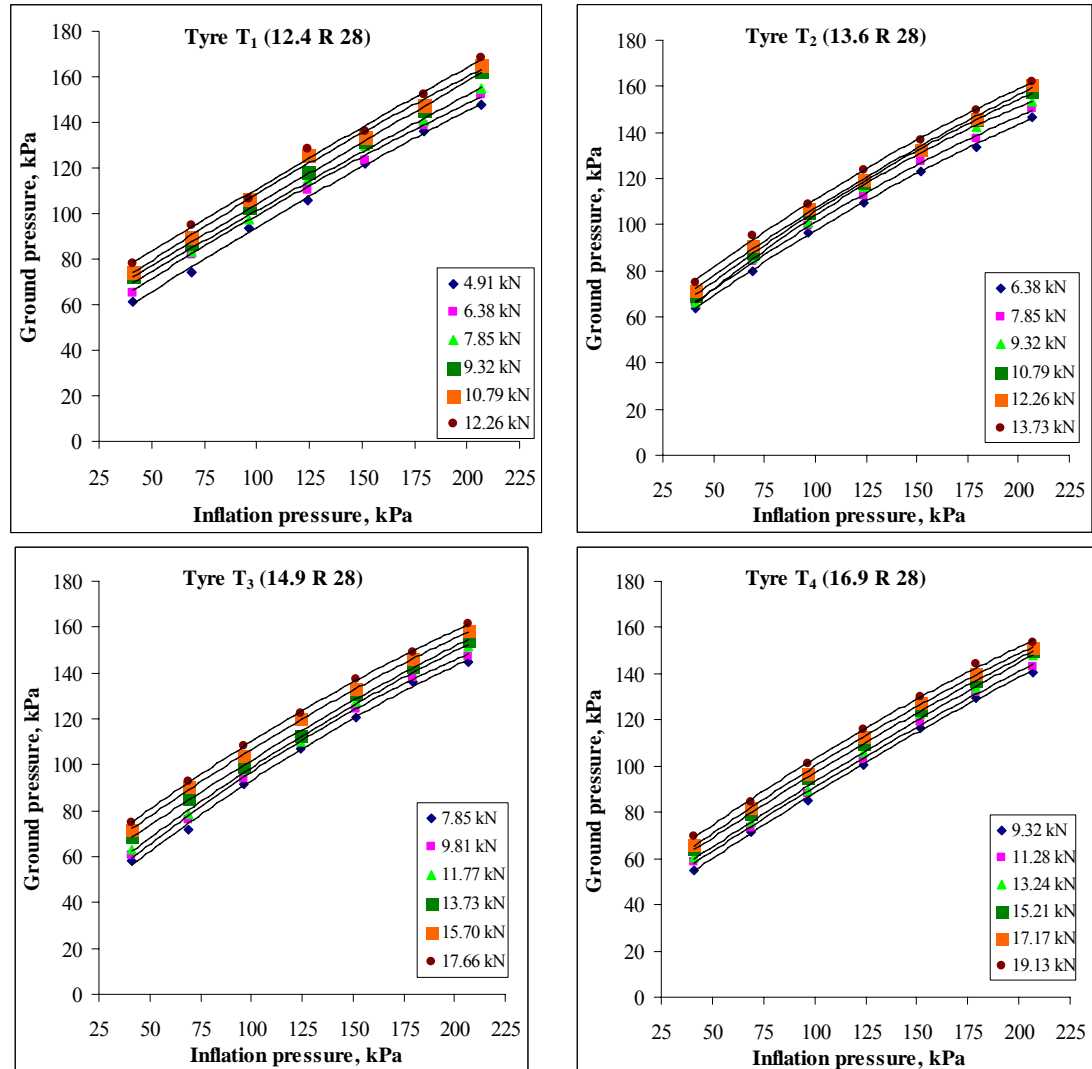 Tyre T1 (12.4 R 28)
Ground pressure, kPa
180
160
140
120
100
80
60
40
20
0
4.91 kN
6.38 kN
7.85 kN
9.32 kN
10.79 kN
12.26 kN
25 50 75 100 125 150 175 200 225
Inflation pressure, kPa
Tyre T2 (13.6 R 28)
Ground pressure, kPa
180
160
140
120
100
80
60
40
20
0
6.38 kN
7.85 kN
9.32 kN
10.79 kN
12.26 kN
13.73 kN
25 50 75 100 125 150 175 200 225
Inflation pressure, kPa
Tyre T3 (14.9 R 28)
Ground pressure, kPa
180
160
140
120
100
80
60
40
20
0
7.85 kN
9.81 kN
11.77 kN
13.73 kN
15.70 kN
17.66 kN
25 50 75 100 125 150 175 200 225
Inflation pressure, kPa
Tyre T4 (16.9 R 28)
Ground pressure, kPa
180
160
140
120
100
80
60
40
20
0
9.32 kN
11.28 kN
13.24 kN
15.21 kN
17.17 kN
19.13 kN
25 50 75 100 125 150 175 200 225
Inflation pressure, kPa